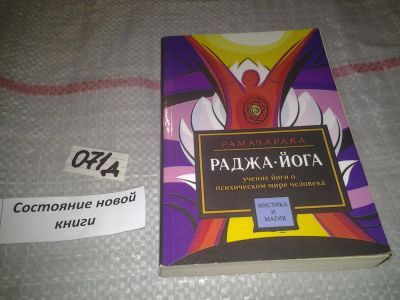 071д
Состояние новой
книги
РАМАЧАРАКА
РАДЖА·ЙОГА
учение йоги о
психическом мире человека
МИСТИКА И
МАГИЯ